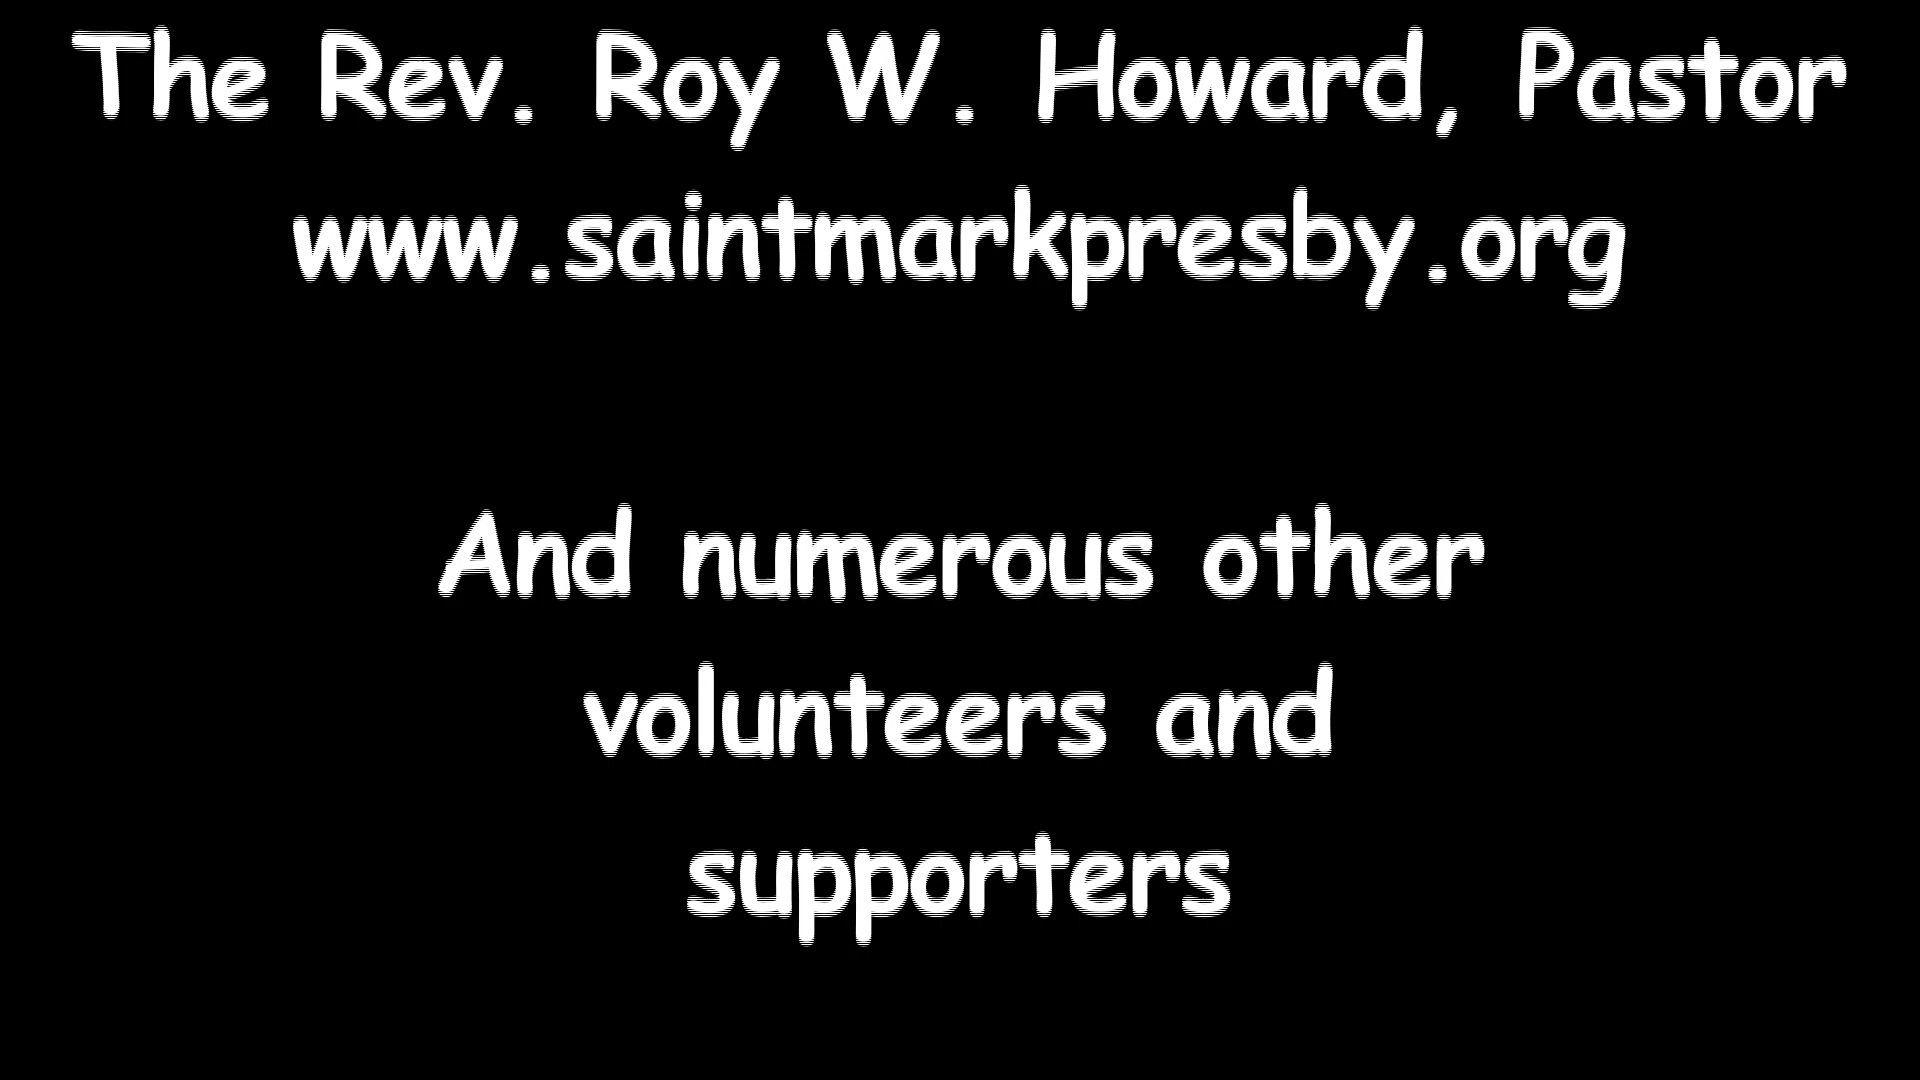 The Rev. Roy W. Howard, Pastor
www.saintmarkpresby.org
And numerous other
volunteers and
supporters